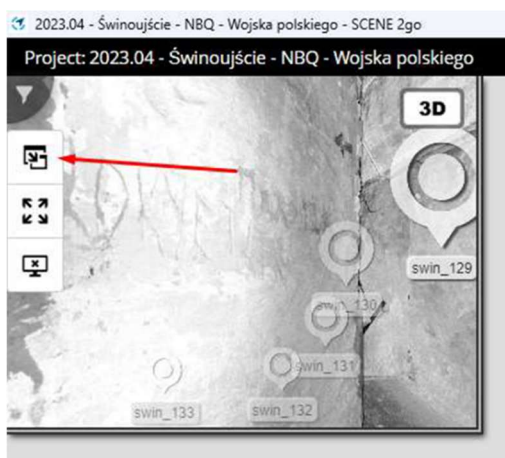 2023.04 - Świnoujście - NBQ - Wojska polskiego - SCENE 2go
Project: 2023.04 - Świnoujście - NBQ - Wojska polskiego
3D
swin_129
swin_130
swin_131
swin_133
swin_132